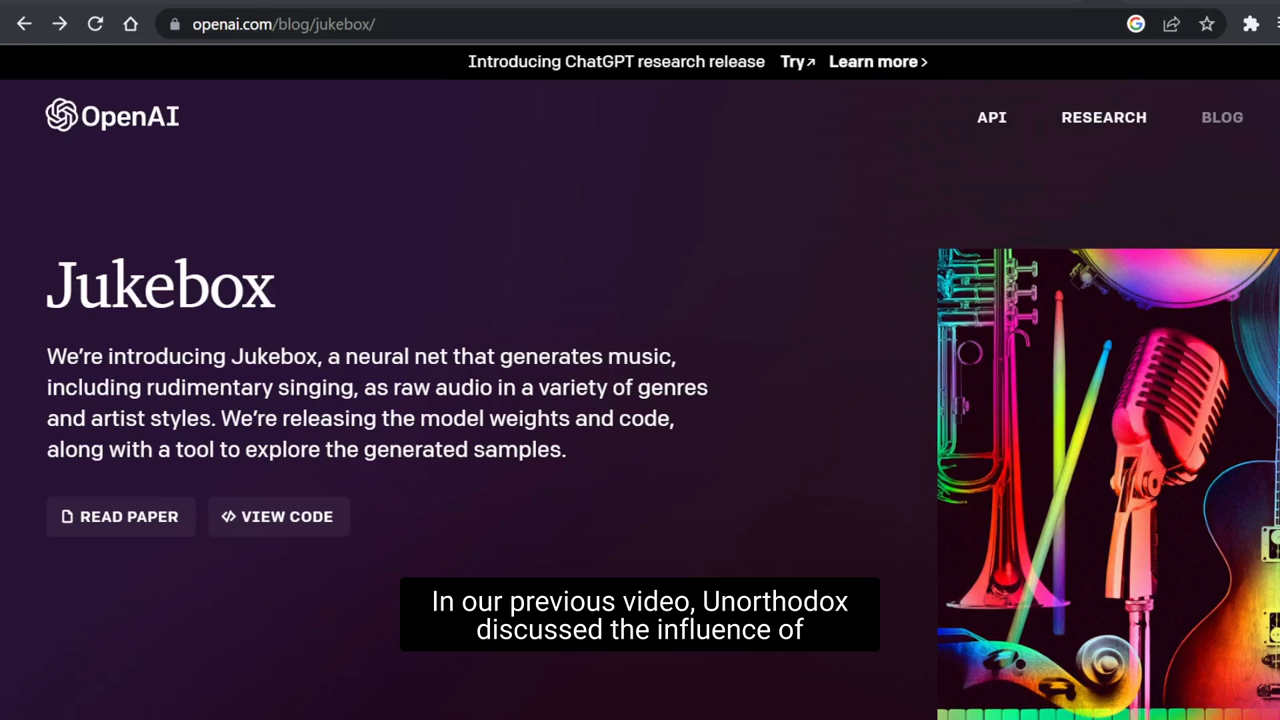 openai.com/blog/jukebox/
Introducing ChatGPT research release Try↗ Learn more ›
OpenAI
API RESEARCH BLOG
Jukebox
We’re introducing Jukebox, a neural net that generates music,
including rudimentary singing, as raw audio in a variety of genres
and artist styles. We’re releasing the model weights and code,
along with a tool to explore the generated samples.
READ PAPER VIEW CODE
In our previous video, Unorthodox
discussed the influence of